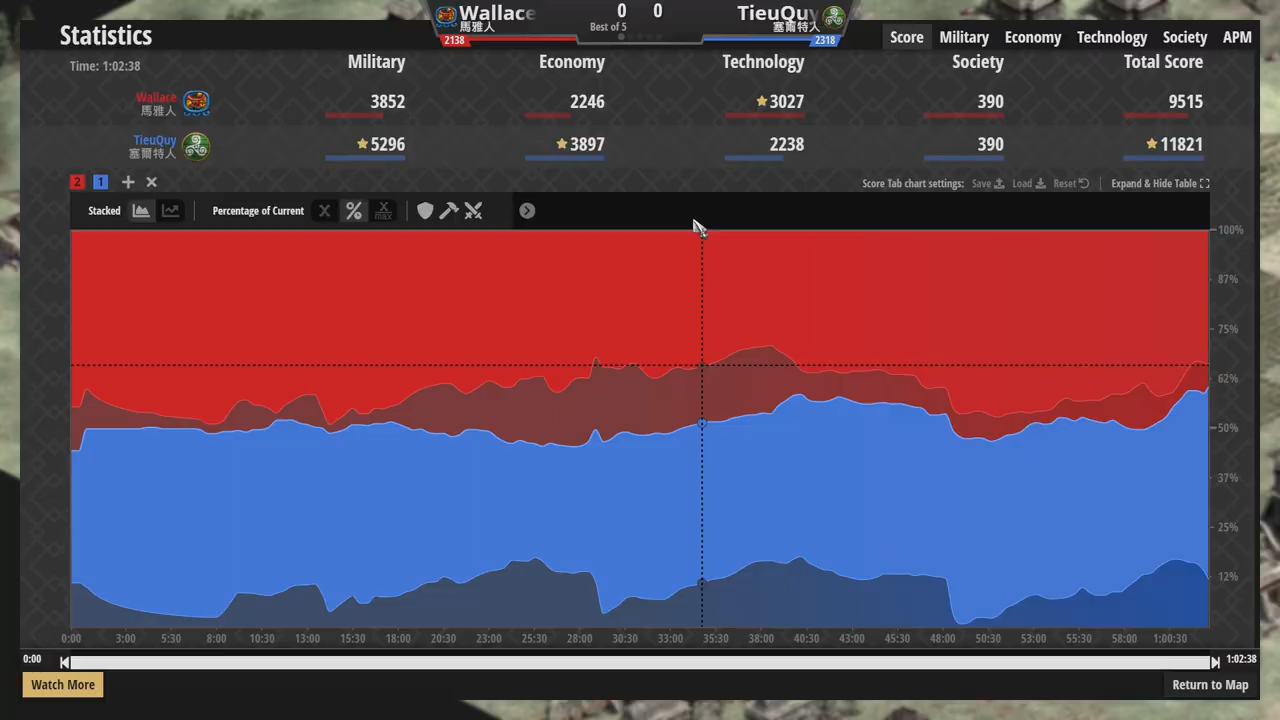 Wallace 0 0 TieuQuy
馬雅人 Best of 5 塞爾特人
2138 2318
Statistics Score Military Economy Technology Society APM
Time: 1:02:38 Military Economy Technology Society Total Score
Wallace 3852 2246 3027 390 9515
馬雅人
TieuQuy 5296 3897 2238 390 11821
塞爾特人
2 1 Score Tab chart settings: Save Load Reset Expand & Hide Table
Stacked Percentage of Current X % X max
100%
87%
75%
62%
50%
37%
25%
12%
0:00 3:00 5:30 8:00 10:30 13:00 15:30 18:00 20:30 23:00 25:30 28:00 30:30 33:00 35:30 38:00 40:30 43:00 45:30 48:00 50:30 53:00 55:30 58:00 1:00:30
0:00 1:02:38
Watch More Return to Map